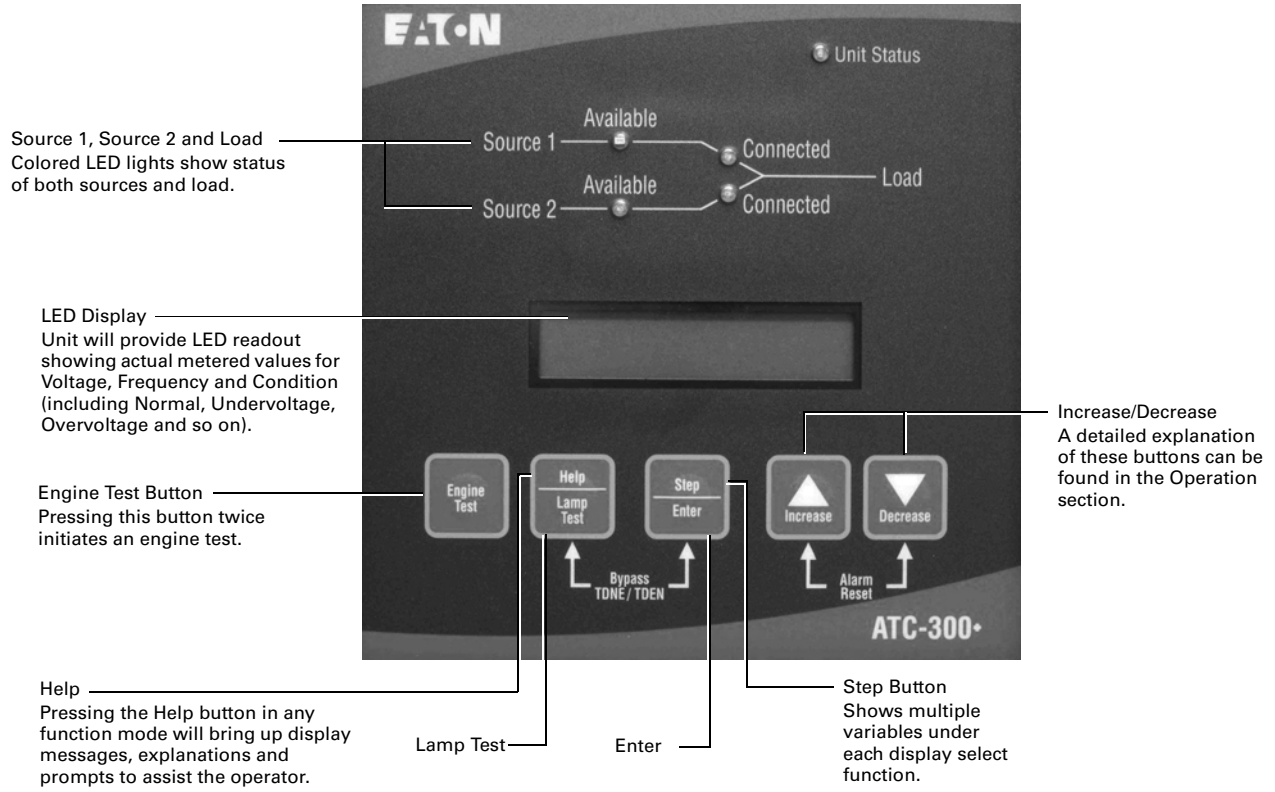 EATON
Unit Status
Source 1, Source 2 and Load
Colored LED lights show status
of both sources and load.
Available
Source 1
Connected
Load
Available
Source 2
Connected
LED Display
Unit will provide LED readout
showing actual metered values for
Voltage, Frequency and Condition
(including Normal, Undervoltage,
Overvoltage and so on).
Increase/Decrease
A detailed explanation
of these buttons can be
found in the Operation
section.
Engine Test Button
Pressing this button twice
initiates an engine test.
Engine
Test
Help
Lamp
Test
Step
Enter
Increase
Decrease
Bypass
TDNE/TDEN
Alarm
Reset
ATC-300+
Help
Pressing the Help button in any
function mode will bring up display
messages, explanations and
prompts to assist the operator.
Lamp Test
Enter
Step Button
Shows multiple
variables under
each display select
function.